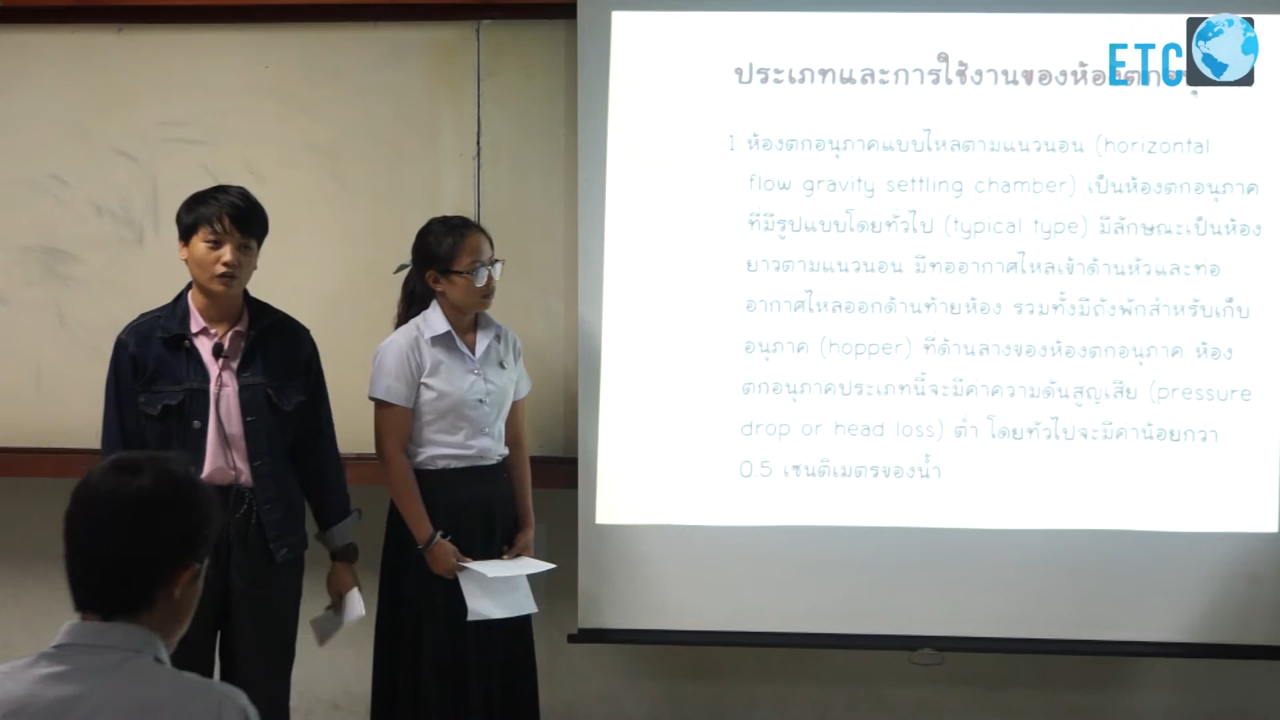 ETC
ประเภทและการใช้งานของห้องตกอนุ
1 ห้องตกอนุภาคแบบไหลตามแนวนอน (horizontal
flow gravity settling chamber) เป็นห้องตกอนุภาค
ที่มีรูปแบบโดยทั่วไป (typical type) มีลักษณะเป็นห้อง
ยาวตามแนวนอน มีทออากาศไหลเข้าด้านหัวและทอ
อากาศไหลออกด้านท้ายห้อง รวมทั้งมีถังพักสำหรับเก็บ
อนุภาค (hopper) ที่ด้านลางของห้องตกอนุภาค ห้อง
ตกอนุภาคประเภทนี้จะมีคาความดันสูญเสีย (pressure
drop or head loss) ต่ำ โดยทั่วไปจะมีคาน้อยกวา
0.5 เซนติเมตรของน้ำ